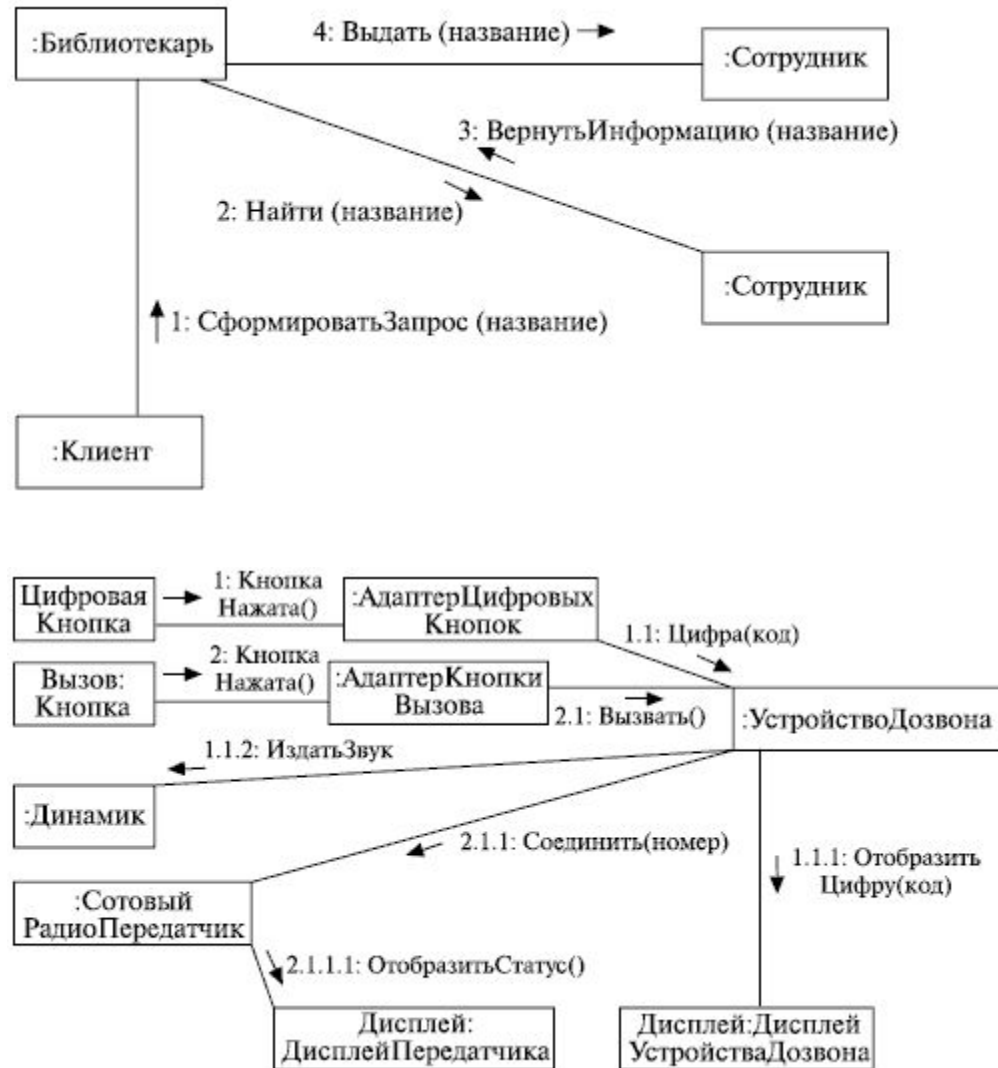 :Библиотекарь
4: Выдать (название)
:Сотрудник
3: ВернутьИнформацию (название)
2: Найти (название)
:Сотрудник
1: СформироватьЗапрос (название)
:Клиент
Цифровая
Кнопка
1: Кнопка
Нажата()
:АдаптерЦифровых
Кнопок
1.1: Цифра(код)
Вызов:
Кнопка
2: Кнопка
Нажата()
:АдаптерКнопки
Вызова
2.1: Вызвать()
:УстройствоДозвона
1.1.2: ИздатьЗвук
:Динамик
2.1.1: Соединить(номер)
1.1.1: Отобразить
Цифру(код)
:Сотовый
РадиоПередатчик
2.1.1.1: ОтобразитьСтатус()
Дисплей:
ДисплейПередатчика
Дисплей:Дисплей
УстройстваДозвона